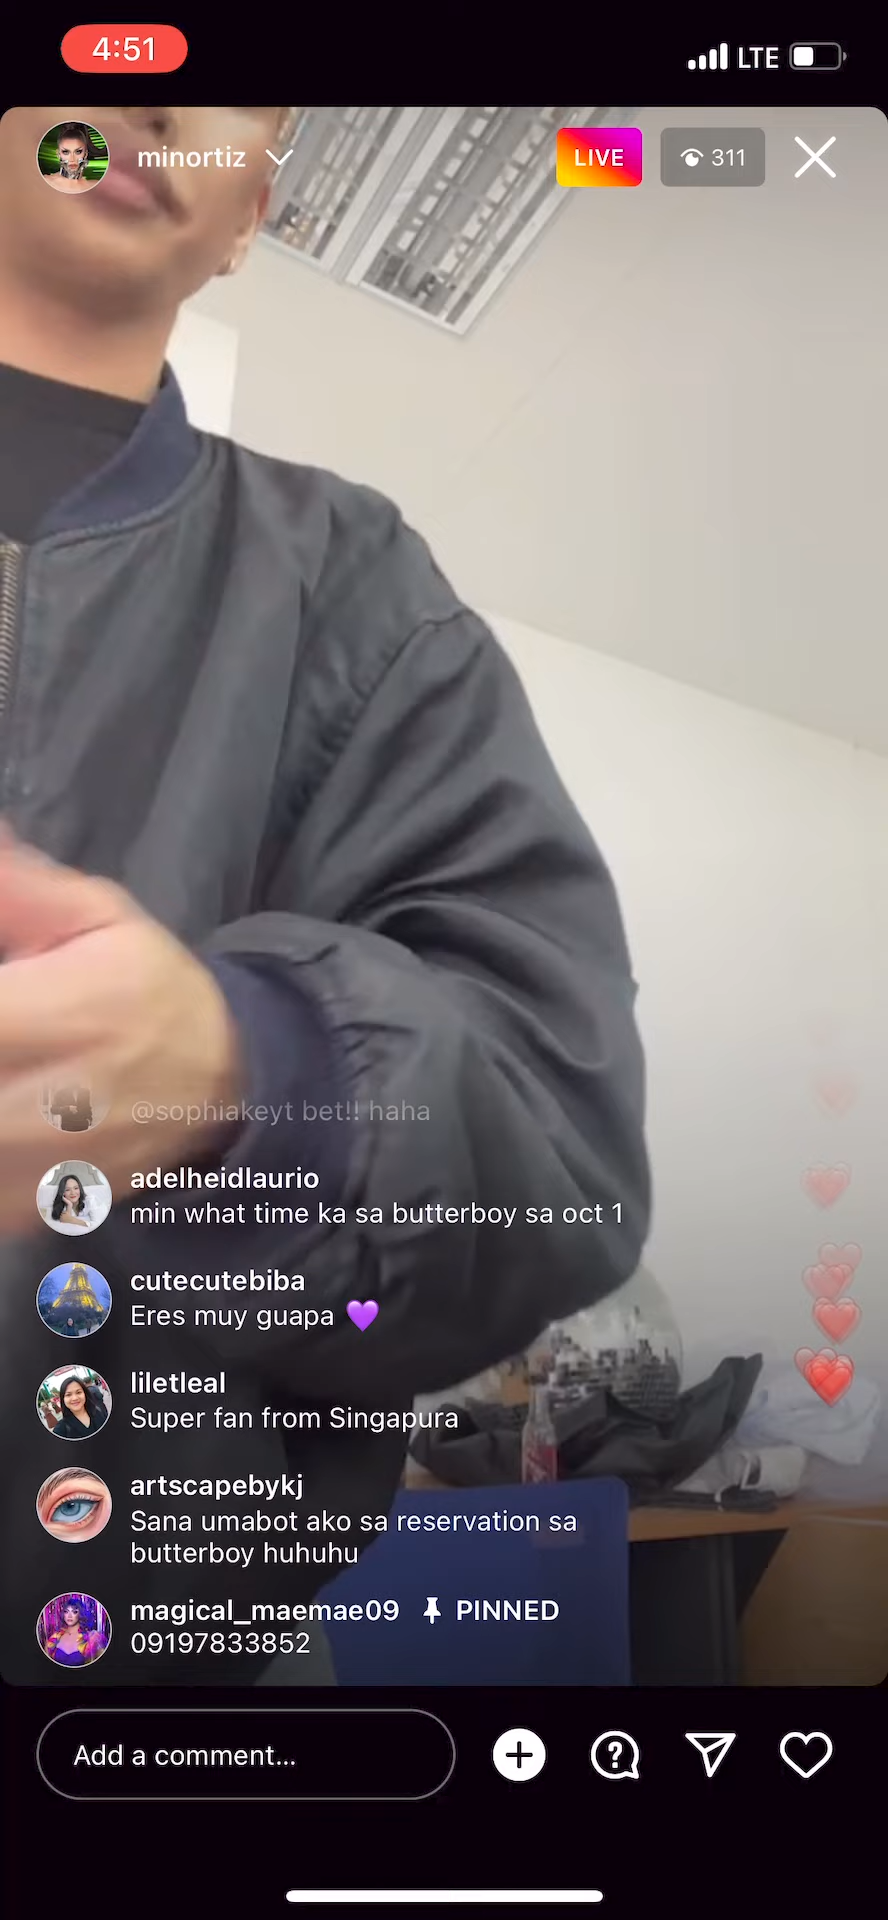 4:51
LTE
minortiz
LIVE
311
@sophiakeyt bet!! haha
adelheidlaurio
min what time ka sa butterboy sa oct 1
cutecutebiba
Eres muy guapa 💜
liletleal
Super fan from Singapura
artscapebykj
Sana umabot ako sa reservation sa
butterboy huhuhu
magical_maemae09 PINNED
09197833852
Add a comment...